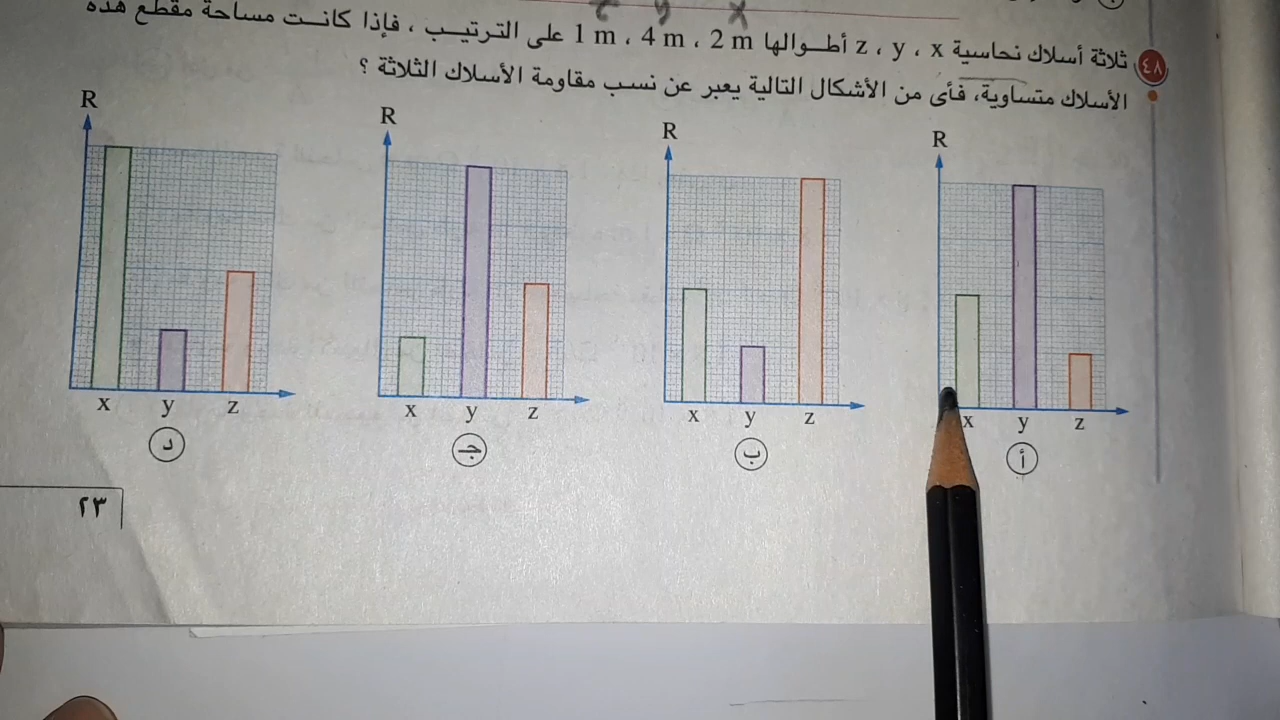 z y x
٤٨ ثلاثة أسلاك نحاسية z ، y ، x أطوالها 1 m ، 4 m ، 2 m على الترتيب ، فإذا كانت مساحة مقطع هذه
الأسلاك متساوية، فأى من الأشكال التالية يعبر عن نسب مقاومة الأسلاك الثلاثة ؟
R
x y z
أ
R
x y z
ب
R
x y z
جـ
R
x y z
د
٢٣